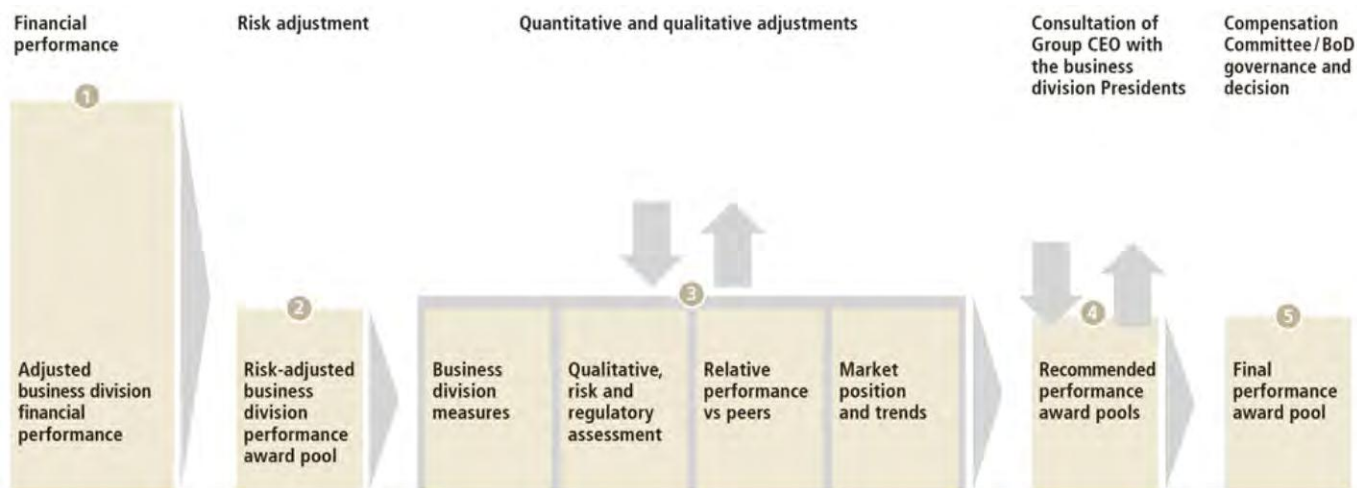 Financial
performance
Risk adjustment
Quantitative and qualitative adjustments
Consultation of
Group CEO with
the business
division Presidents
Compensation
Committee/BoD
governance and
decision
1
Adjusted
business division
financial
performance
2
Risk-adjusted
business
division
performance
award pool
3
Business
division
measures
Qualitative,
risk and
regulatory
assessment
Relative
performance
vs peers
Market
position
and trends
4
Recommended
performance
award pools
5
Final
performance
award pool